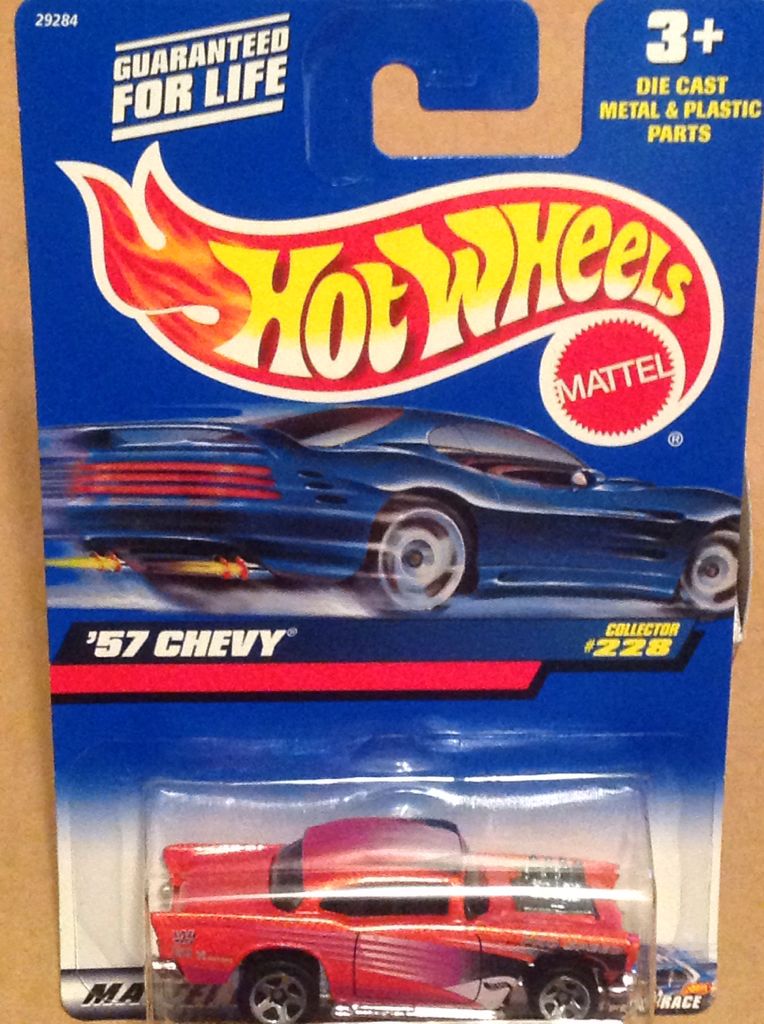 29284
GUARANTEED
FOR LIFE
3+
DIE CAST
METAL & PLASTIC
PARTS
HOT WHEELS
MATTEL
®
'57 CHEVY®
COLLECTOR
#228
RACE